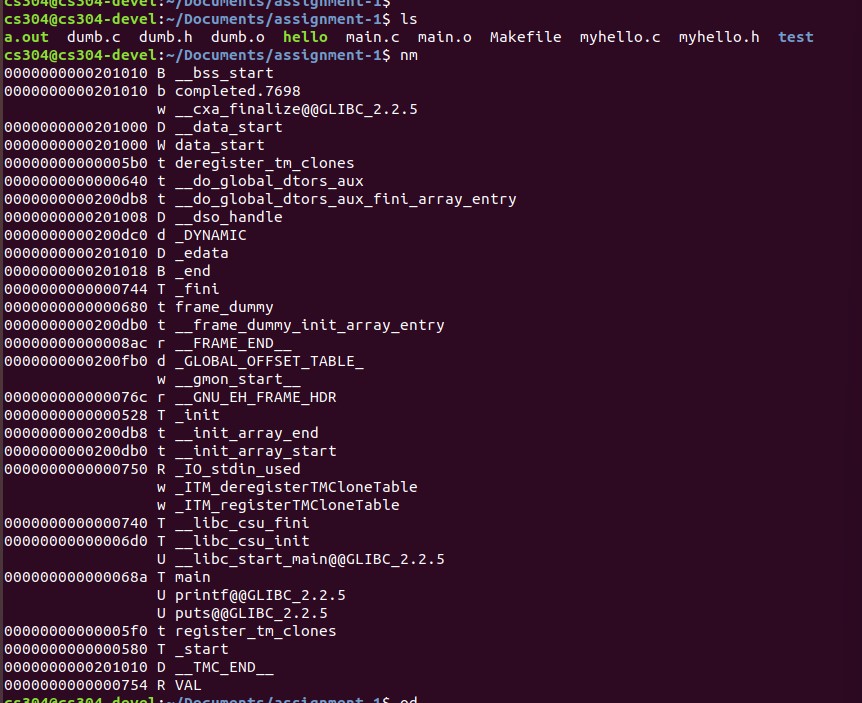 cs304@cs304-devel:~/Documents/assignment-1$
cs304@cs304-devel:~/Documents/assignment-1$ ls
a.out dumb.c dumb.h dumb.o hello main.c main.o Makefile myhello.c myhello.h test
cs304@cs304-devel:~/Documents/assignment-1$ nm
0000000000201010 B __bss_start
0000000000201010 b completed.7698
w __cxa_finalize@@GLIBC_2.2.5
0000000000201000 D __data_start
0000000000201000 W data_start
00000000000005b0 t deregister_tm_clones
0000000000000640 t __do_global_dtors_aux
0000000000200db8 t __do_global_dtors_aux_fini_array_entry
0000000000201008 D __dso_handle
0000000000200dc0 d _DYNAMIC
0000000000201010 D _edata
0000000000201018 B _end
0000000000000744 T _fini
0000000000000680 t frame_dummy
0000000000200db0 t __frame_dummy_init_array_entry
00000000000008ac r __FRAME_END__
0000000000200fb0 d _GLOBAL_OFFSET_TABLE_
w __gmon_start__
000000000000076c r __GNU_EH_FRAME_HDR
0000000000000528 T _init
0000000000200db8 t __init_array_end
0000000000200db0 t __init_array_start
0000000000000750 R _IO_stdin_used
w _ITM_deregisterTMCloneTable
w _ITM_registerTMCloneTable
0000000000000740 T __libc_csu_fini
00000000000006d0 T __libc_csu_init
U __libc_start_main@@GLIBC_2.2.5
000000000000068a T main
U printf@@GLIBC_2.2.5
U puts@@GLIBC_2.2.5
00000000000005f0 t register_tm_clones
0000000000000580 T _start
0000000000201010 D __TMC_END__
0000000000000754 R VAL
cs304@cs304-devel:~/Documents/assignment-1$ ed